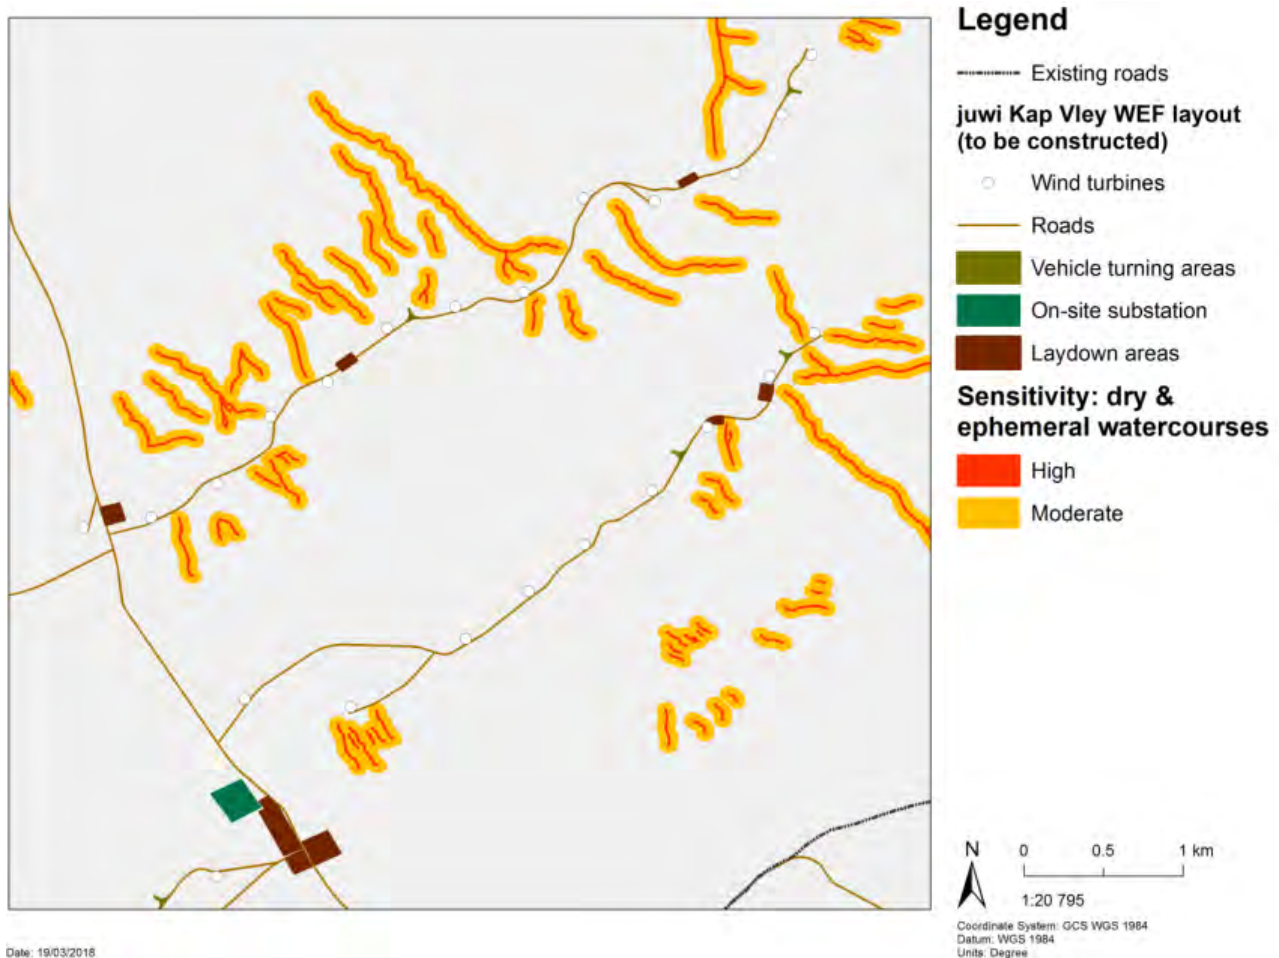 Legend
Existing roads
juwi Kap Vley WEF layout
(to be constructed)
Wind turbines
Roads
Vehicle turning areas
On-site substation
Laydown areas
Sensitivity: dry &
ephemeral watercourses
High
Moderate
N
0 0.5 1 km
1:20 795
Coordinate System: GCS WGS 1984
Datum: WGS 1984
Units: Degree
Date: 19/03/2018